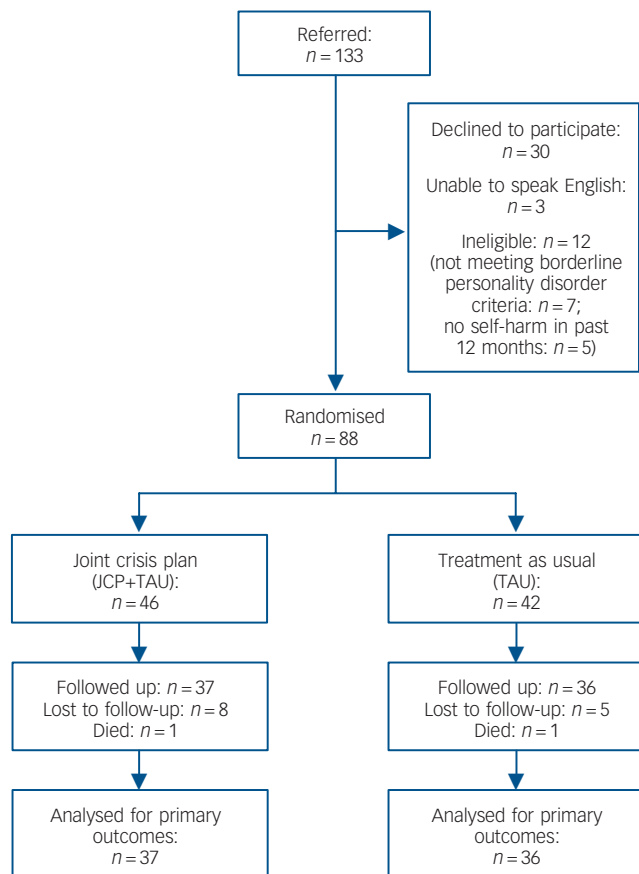 Referred:
n = 133
Declined to participate:
n = 30
Unable to speak English:
n = 3
Ineligible: n = 12
(not meeting borderline
personality disorder
criteria: n = 7;
no self-harm in past
12 months: n = 5)
Randomised
n = 88
Joint crisis plan
(JCP+TAU):
n = 46
Treatment as usual
(TAU):
n = 42
Followed up: n = 37
Lost to follow-up: n = 8
Died: n = 1
Followed up: n = 36
Lost to follow-up: n = 5
Died: n = 1
Analysed for primary
outcomes:
n = 37
Analysed for primary
outcomes:
n = 36